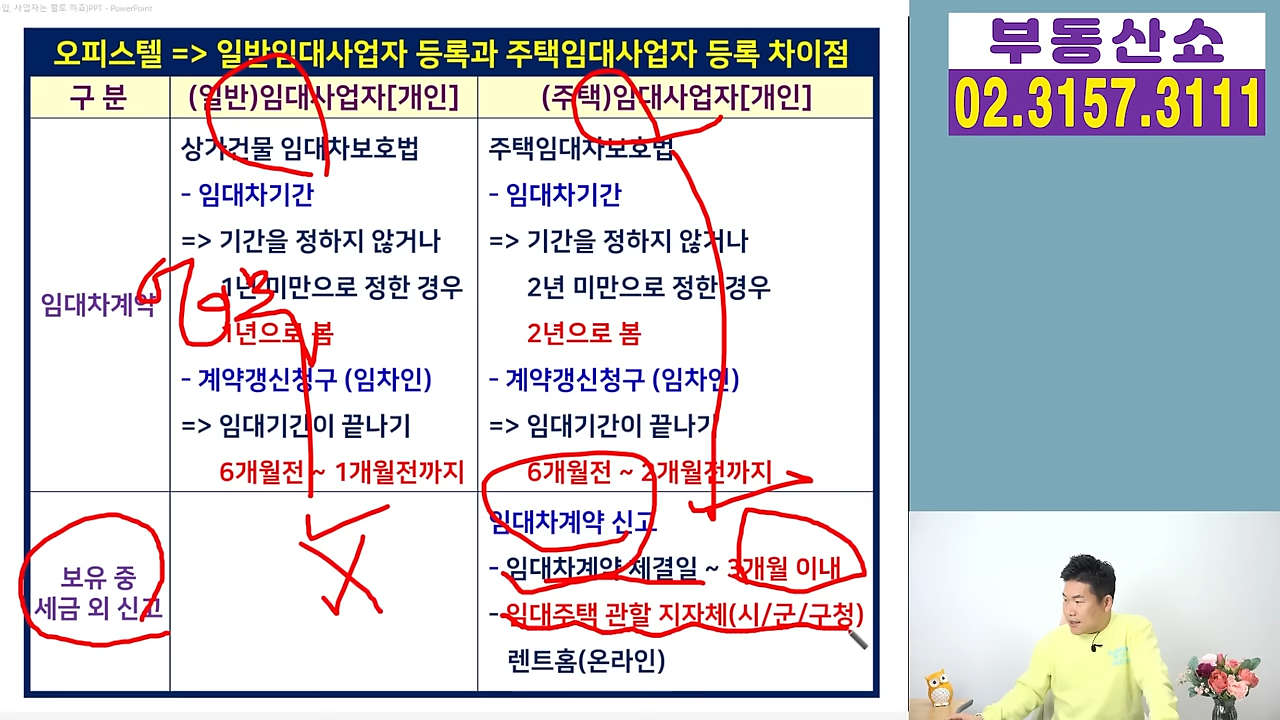 업, 사업자는 별로 하죠)PPT - PowerPoint
오피스텔 => 일반임대사업자 등록과 주택임대사업자 등록 차이점
구 분
(일반)임대사업자[개인]
(주택)임대사업자[개인]
임대차계약
상가건물 임대차보호법
- 임대차기간
=> 기간을 정하지 않거나
1년 미만으로 정한 경우
1년으로 봄
- 계약갱신청구 (임차인)
=> 임대기간이 끝나기
6개월전 ~ 1개월전까지
주택임대차보호법
- 임대차기간
=> 기간을 정하지 않거나
2년 미만으로 정한 경우
2년으로 봄
- 계약갱신청구 (임차인)
=> 임대기간이 끝나기
6개월전 ~ 2개월전까지
보유 중
세금 외 신고
임대차계약 신고
- 임대차계약 체결일 ~ 3개월 이내
- 임대주택 관할 지자체(시/군/구청)
렌트홈(온라인)
부동산쇼
02.3157.3111